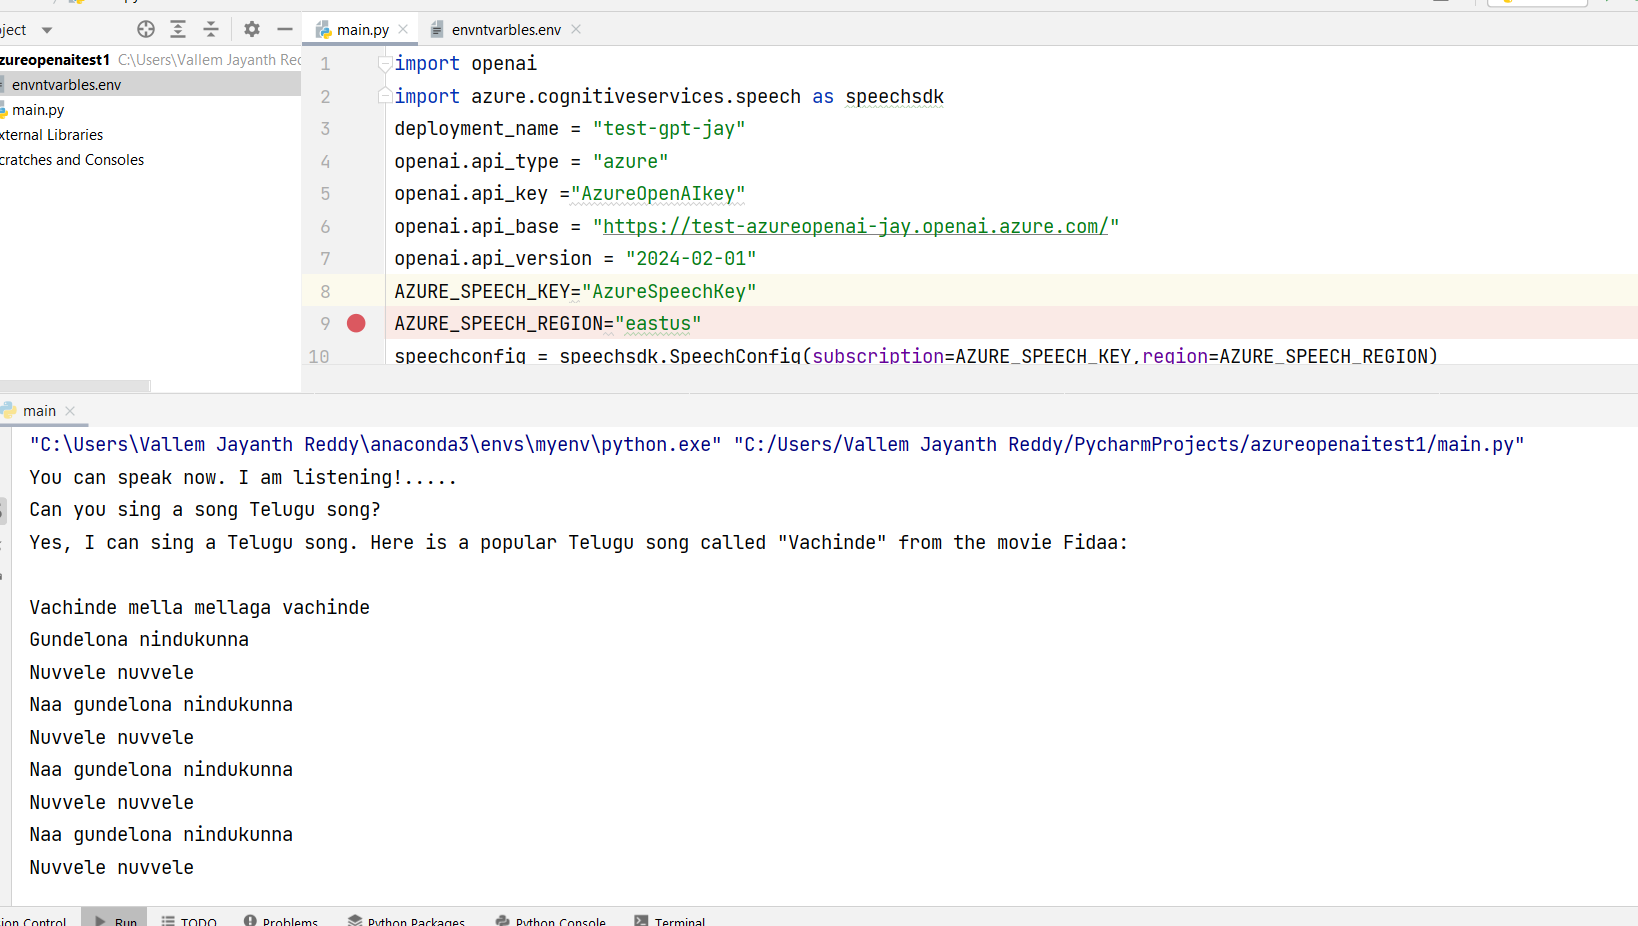 ject
main.py
envntvarbles.env
zureopenaitest1 C:\Users\Vallem Jayanth Rec
envntvarbles.env
main.py
xternal Libraries
cratches and Consoles
1 import openai
2 import azure.cognitiveservices.speech as speechsdk
3 deployment_name = "test-gpt-jay"
4 openai.api_type = "azure"
5 openai.api_key ="AzureOpenAIkey"
6 openai.api_base = "https://test-azureopenai-jay.openai.azure.com/"
7 openai.api_version = "2024-02-01"
8 AZURE_SPEECH_KEY="AzureSpeechKey"
9 AZURE_SPEECH_REGION="eastus"
10 speechconfig = speechsdk.SpeechConfig(subscription=AZURE_SPEECH_KEY,region=AZURE_SPEECH_REGION)
main
"C:\Users\Vallem Jayanth Reddy\anaconda3\envs\myenv\python.exe" "C:/Users/Vallem Jayanth Reddy/PycharmProjects/azureopenaitest1/main.py"
You can speak now. I am listening!.....
Can you sing a song Telugu song?
Yes, I can sing a Telugu song. Here is a popular Telugu song called "Vachinde" from the movie Fidaa:
Vachinde mella mellaga vachinde
Gundelona nindukunna
Nuvvele nuvvele
Naa gundelona nindukunna
Nuvvele nuvvele
Naa gundelona nindukunna
Nuvvele nuvvele
Naa gundelona nindukunna
Nuvvele nuvvele
ion Control Run TODO Problems Python Packages Python Console Terminal